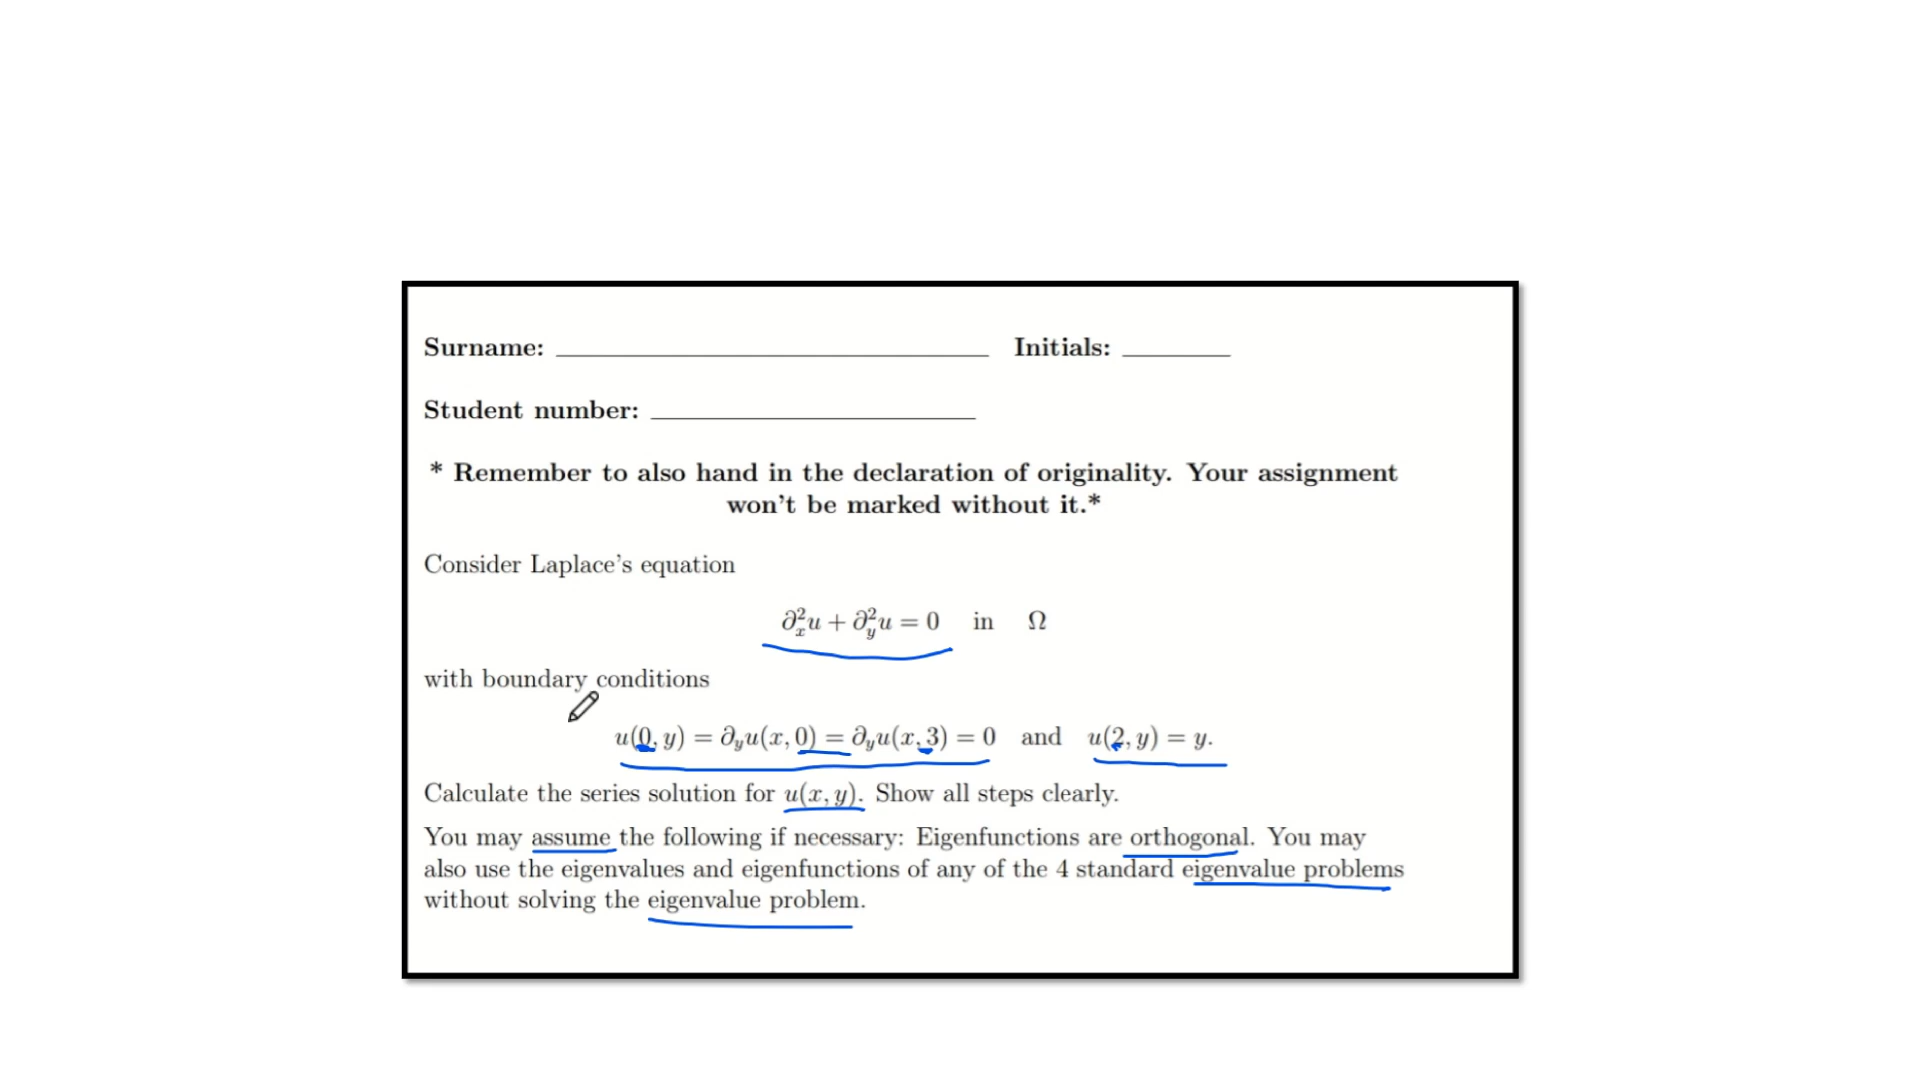 Surname: ____________ Initials: ________
Student number: ____________
* Remember to also hand in the declaration of originality. Your assignment
won't be marked without it.*
Consider Laplace's equation
∂²ₓu + ∂²ᵧu = 0 in Ω
with boundary conditions
u(0, y) = ∂ᵧu(x, 0) = ∂ᵧu(x, 3) = 0 and u(2, y) = y.
Calculate the series solution for u(x, y). Show all steps clearly.
You may assume the following if necessary: Eigenfunctions are orthogonal. You may
also use the eigenvalues and eigenfunctions of any of the 4 standard eigenvalue problems
without solving the eigenvalue problem.